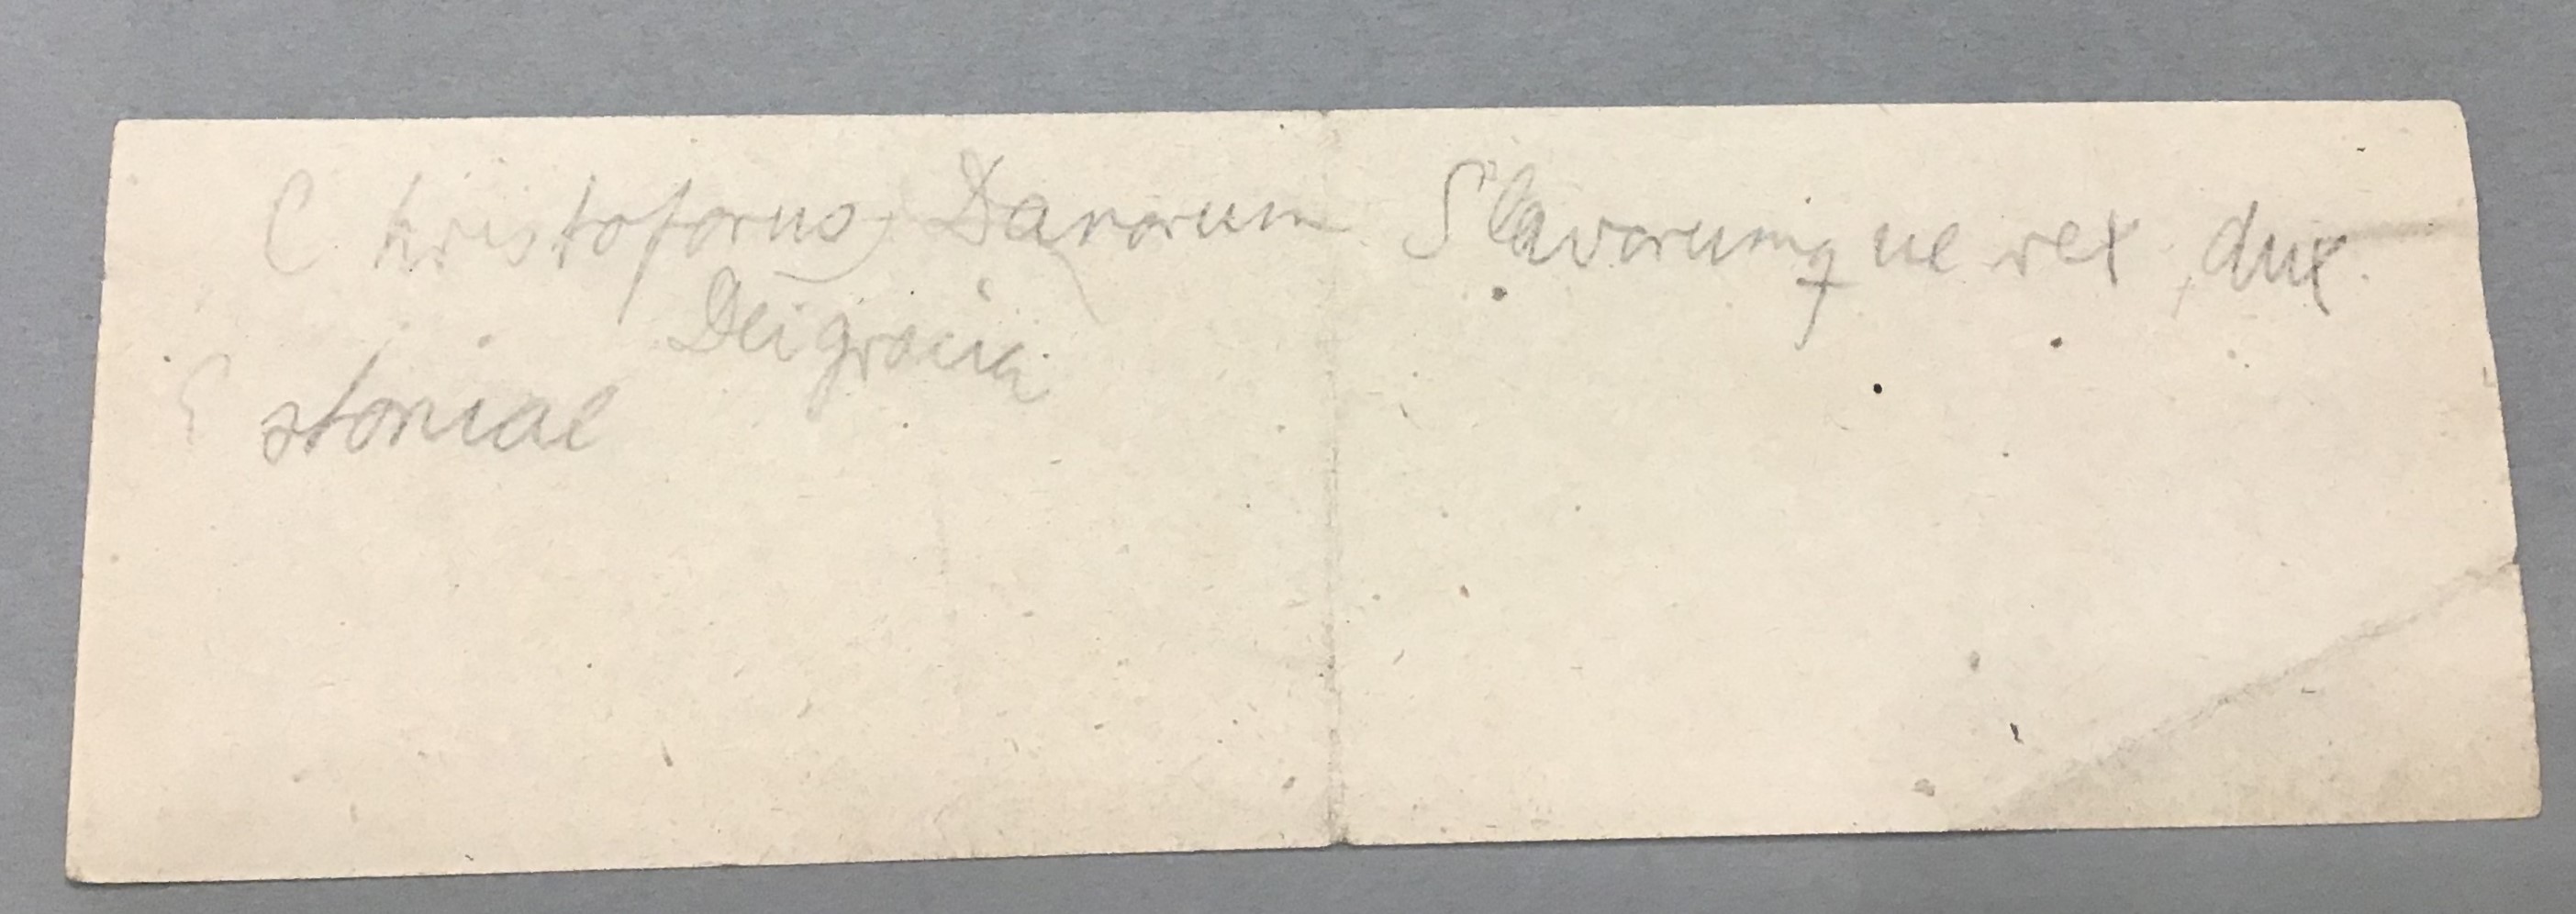 Christoforus, Danorum Slavorumque rex, dux
Dei gracia
Estoniae